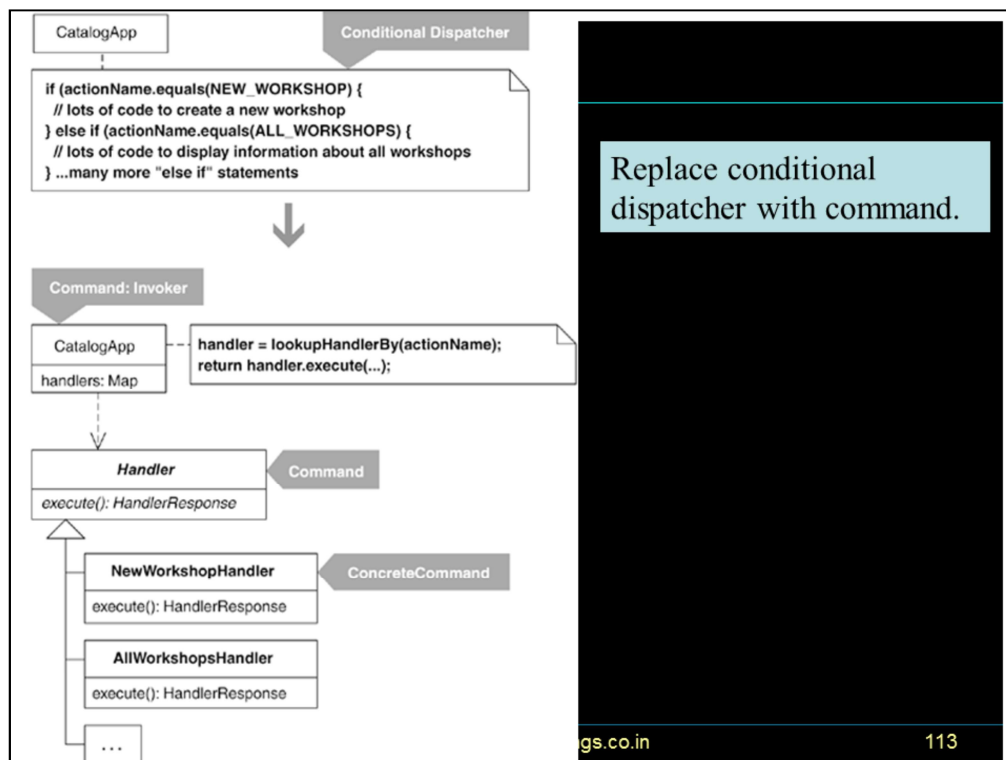 CatalogApp
Conditional Dispatcher
if (actionName.equals(NEW_WORKSHOP) {
// lots of code to create a new workshop
} else if (actionName.equals(ALL_WORKSHOPS) {
// lots of code to display information about all workshops
} ...many more "else if" statements
Replace conditional
dispatcher with command.
Command: Invoker
CatalogApp
handlers: Map
handler = lookupHandlerBy(actionName);
return handler.execute(...);
Handler
execute(): HandlerResponse
Command
NewWorkshopHandler
execute(): HandlerResponse
ConcreteCommand
AllWorkshopsHandler
execute(): HandlerResponse
...
gs.co.in
113